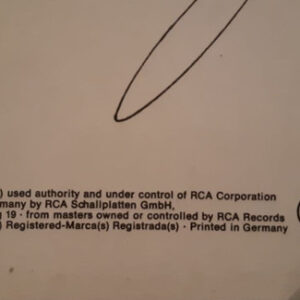 ) used authority and under control of RCA Corporation
many by RCA Schallplatten GmbH,
g 19 · from masters owned or controlled by RCA Records
) Registered-Marca(s) Registrada(s) · Printed in Germany